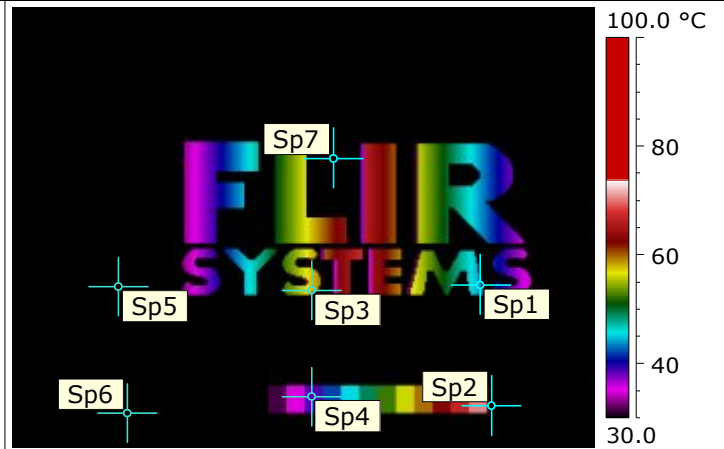 100.0 °C
FLIR
SYSTEMS
Sp7
Sp5
Sp3
Sp1
Sp6
Sp4
Sp2
80
60
40
30.0